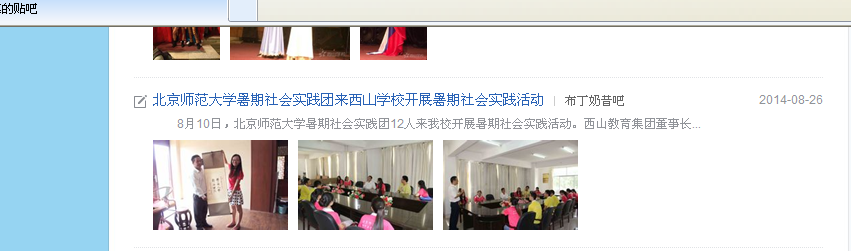 的贴吧
北京师范大学暑期社会实践团来西山学校开展暑期社会实践活动 | 布丁奶昔吧 2014-08-26
8月10日，北京师范大学暑期社会实践团12人来我校开展暑期社会实践活动。西山教育集团董事长...